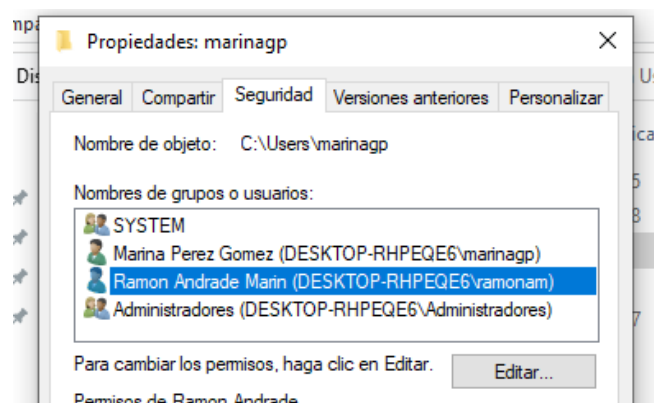 Propiedades: marinagp
General Compartir Seguridad Versiones anteriores Personalizar
Nombre de objeto: C:\Users\marinagp
Nombres de grupos o usuarios:
SYSTEM
Marina Perez Gomez (DESKTOP-RHPEQE6\marinagp)
Ramon Andrade Marin (DESKTOP-RHPEQE6\ramonam)
Administradores (DESKTOP-RHPEQE6\Administradores)
Para cambiar los permisos, haga clic en Editar. Editar...
Permisos de Ramon Andrade